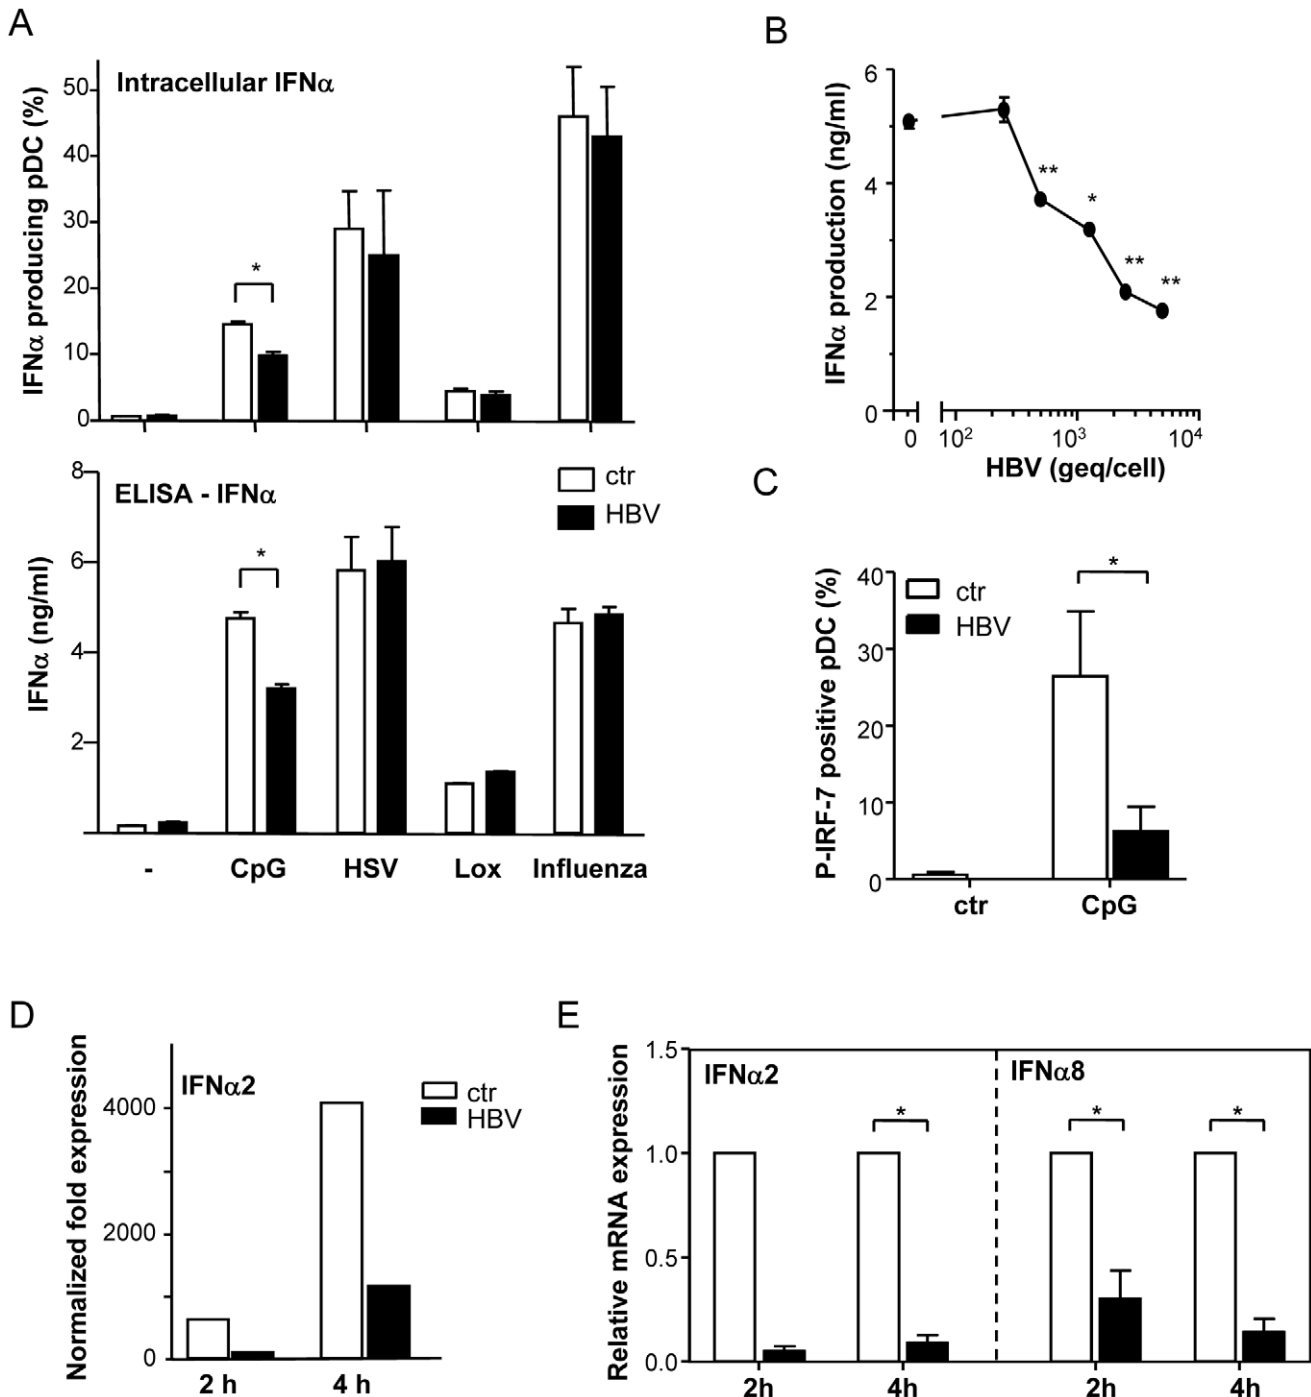 A
Intracellular IFNα
IFNα producing pDC (%)
50
40
30
20
10
0
*
ELISA - IFNα
IFNα (ng/ml)
8
6
4
2
*
ctr
HBV
-
CpG
HSV
Lox
Influenza
B
IFNα production (ng/ml)
6
4
2
0
**
*
**
**
0
10²
10³
10⁴
HBV (geq/cell)
C
P-IRF-7 positive pDC (%)
40
30
20
10
0
ctr
HBV
*
ctr
CpG
D
Normalized fold expression
IFNα2
4000
2000
0
ctr
HBV
2 h
4 h
E
Relative mRNA expression
1.5
1.0
0.5
0.0
IFNα2
IFNα8
*
*
*
2h
4h
2h
4h